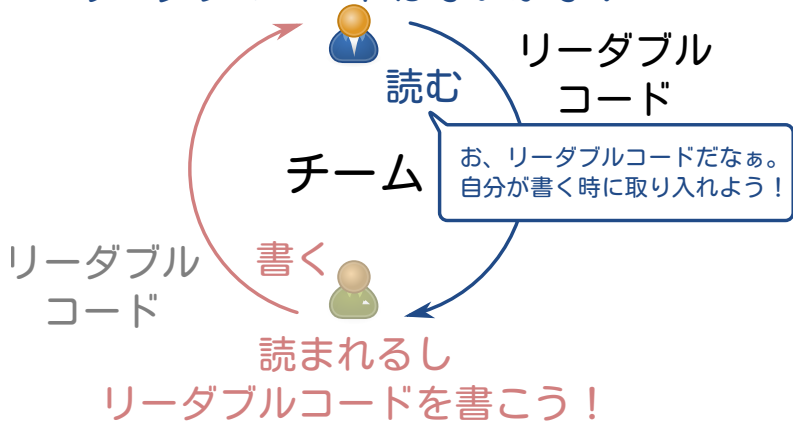 リーダブル
コード
読む
お、リーダブルコードだなぁ。
自分が書く時に取り入れよう!
チーム
書く
リーダブル
コード
読まれるし
リーダブルコードを書こう!